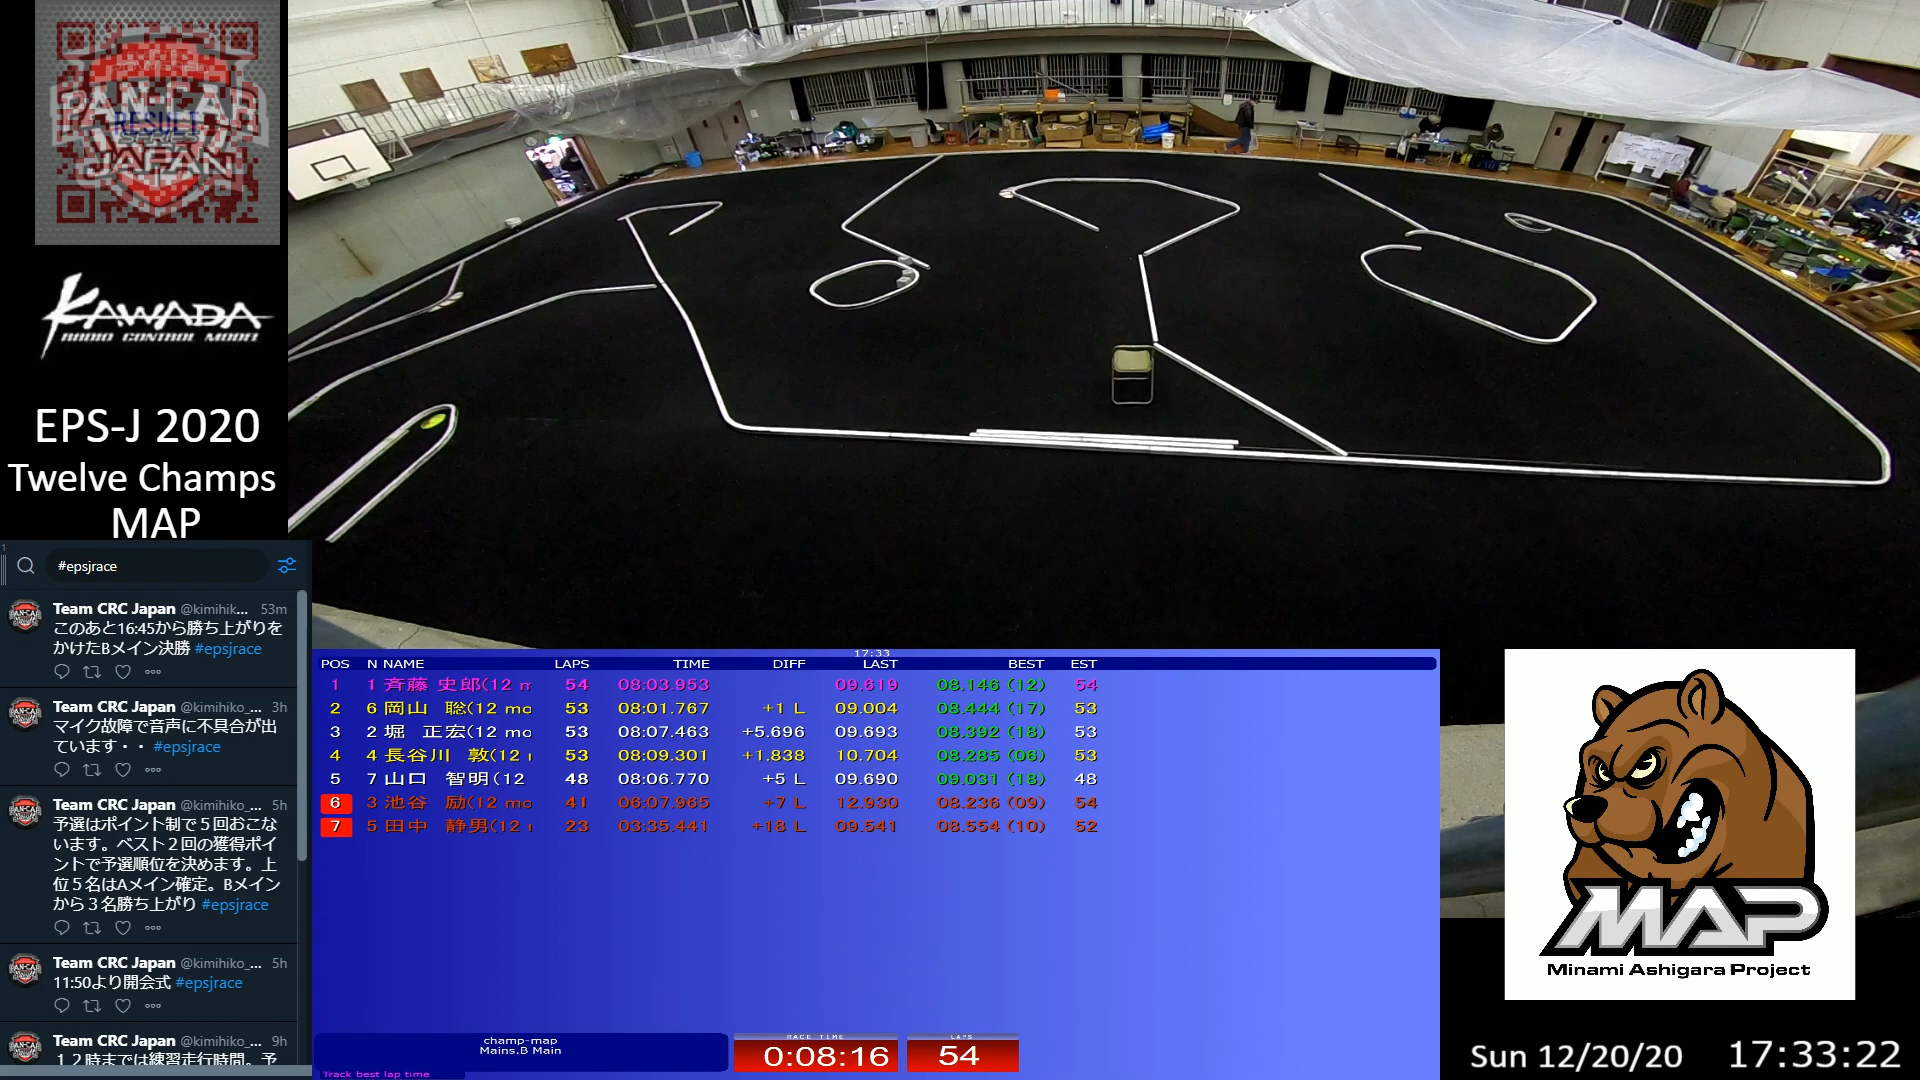 PAN-CAR
RESULT
JAPAN
KAWADA
RADIO CONTROL MODEL
EPS-J 2020
Twelve Champs
MAP
#epsjrace
Team CRC Japan @kimihik... 53m
このあと16:45から勝ち上がりを
かけたBメイン決勝 #epsjrace
Team CRC Japan @kimihiko_... 3h
マイク故障で音声に不具合が出
ています・・ #epsjrace
Team CRC Japan @kimihiko_... 5h
予選はポイント制で５回おこな
います。ベスト２回の獲得ポイ
ントで予選順位を決めます。上
位５名はAメイン確定。Bメイン
から３名勝ち上がり #epsjrace
Team CRC Japan @kimihiko_... 5h
11:50より開会式 #epsjrace
Team CRC Japan @kimihiko_... 9h
１２時までは練習走行時間。予
17:33
POS N NAME LAPS TIME DIFF LAST BEST EST
1 1 斉藤 史郎(12 m 54 08:03.953 09.619 08.146 (12) 54
2 6 岡山 聡(12 mo 53 08:01.767 +1 L 09.004 08.444 (17) 53
3 2 堀 正宏(12 mo 53 08:07.463 +5.696 09.693 08.392 (18) 53
4 4 長谷川 敦(12 53 08:09.301 +1.838 10.704 08.285 (06) 53
5 7 山口 智明(12 48 08:06.770 +5 L 09.690 09.031 (18) 48
6 3 池谷 励(12 mo 41 06:07.965 +7 L 12.930 08.236 (09) 54
7 5 田中 静男(12 23 03:35.441 +18 L 09.541 08.554 (10) 52
champ-map
Mains.B Main
Track best lap time
RACE TIME
0:08:16
LAPS
54
MAP
Minami Ashigara Project
Sun 12/20/20 17:33:22